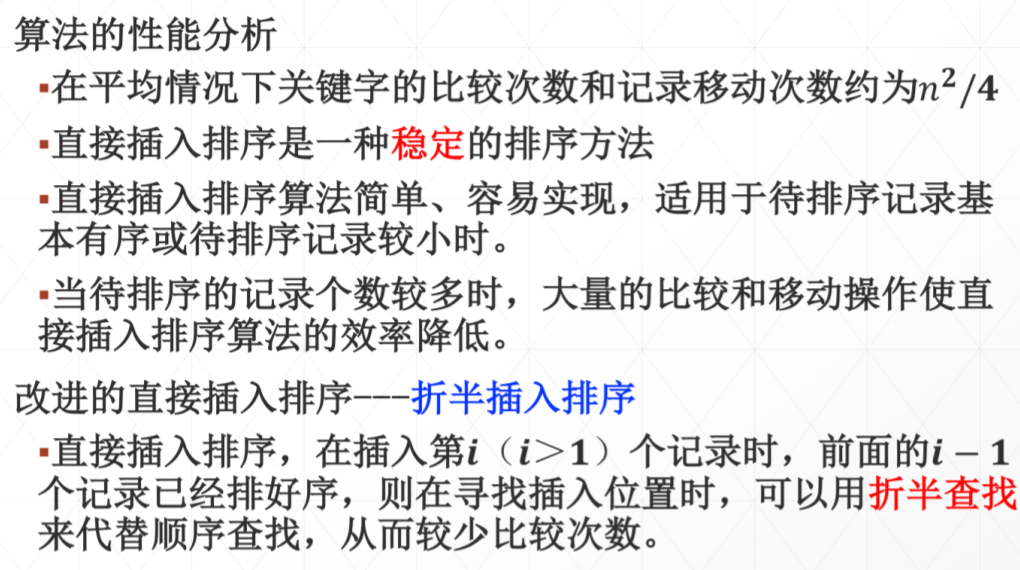 算法的性能分析
▪在平均情况下关键字的比较次数和记录移动次数约为n²/4
▪直接插入排序是一种稳定的排序方法
▪直接插入排序算法简单、容易实现，适用于待排序记录基
本有序或待排序记录较小时。
▪当待排序的记录个数较多时，大量的比较和移动操作使直
接插入排序算法的效率降低。
改进的直接插入排序---折半插入排序
▪直接插入排序，在插入第i（i>1）个记录时，前面的i − 1
个记录已经排好序，则在寻找插入位置时，可以用折半查找
来代替顺序查找，从而较少比较次数。